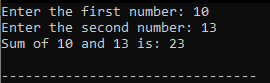 Enter the first number: 10
Enter the second number: 13
Sum of 10 and 13 is: 23
--------------------------------